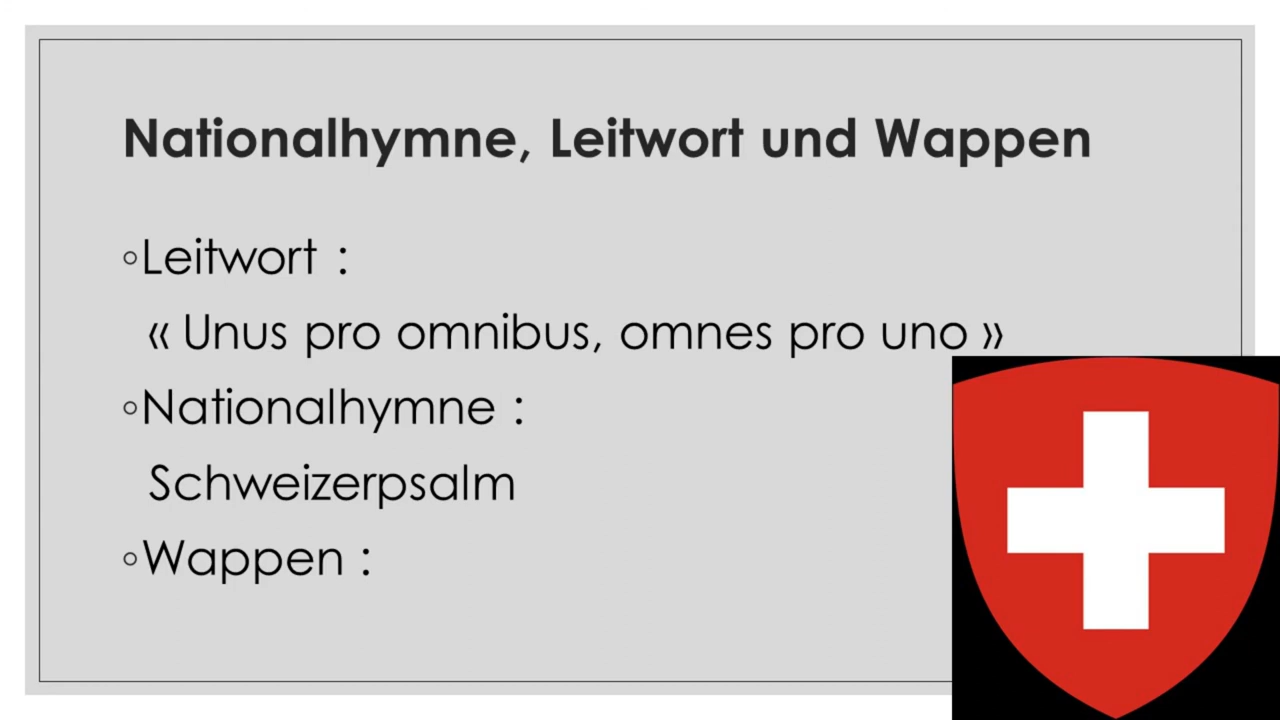 Nationalhymne, Leitwort und Wappen
◦Leitwort :
« Unus pro omnibus, omnes pro uno »
◦Nationalhymne :
Schweizerpsalm
◦Wappen :